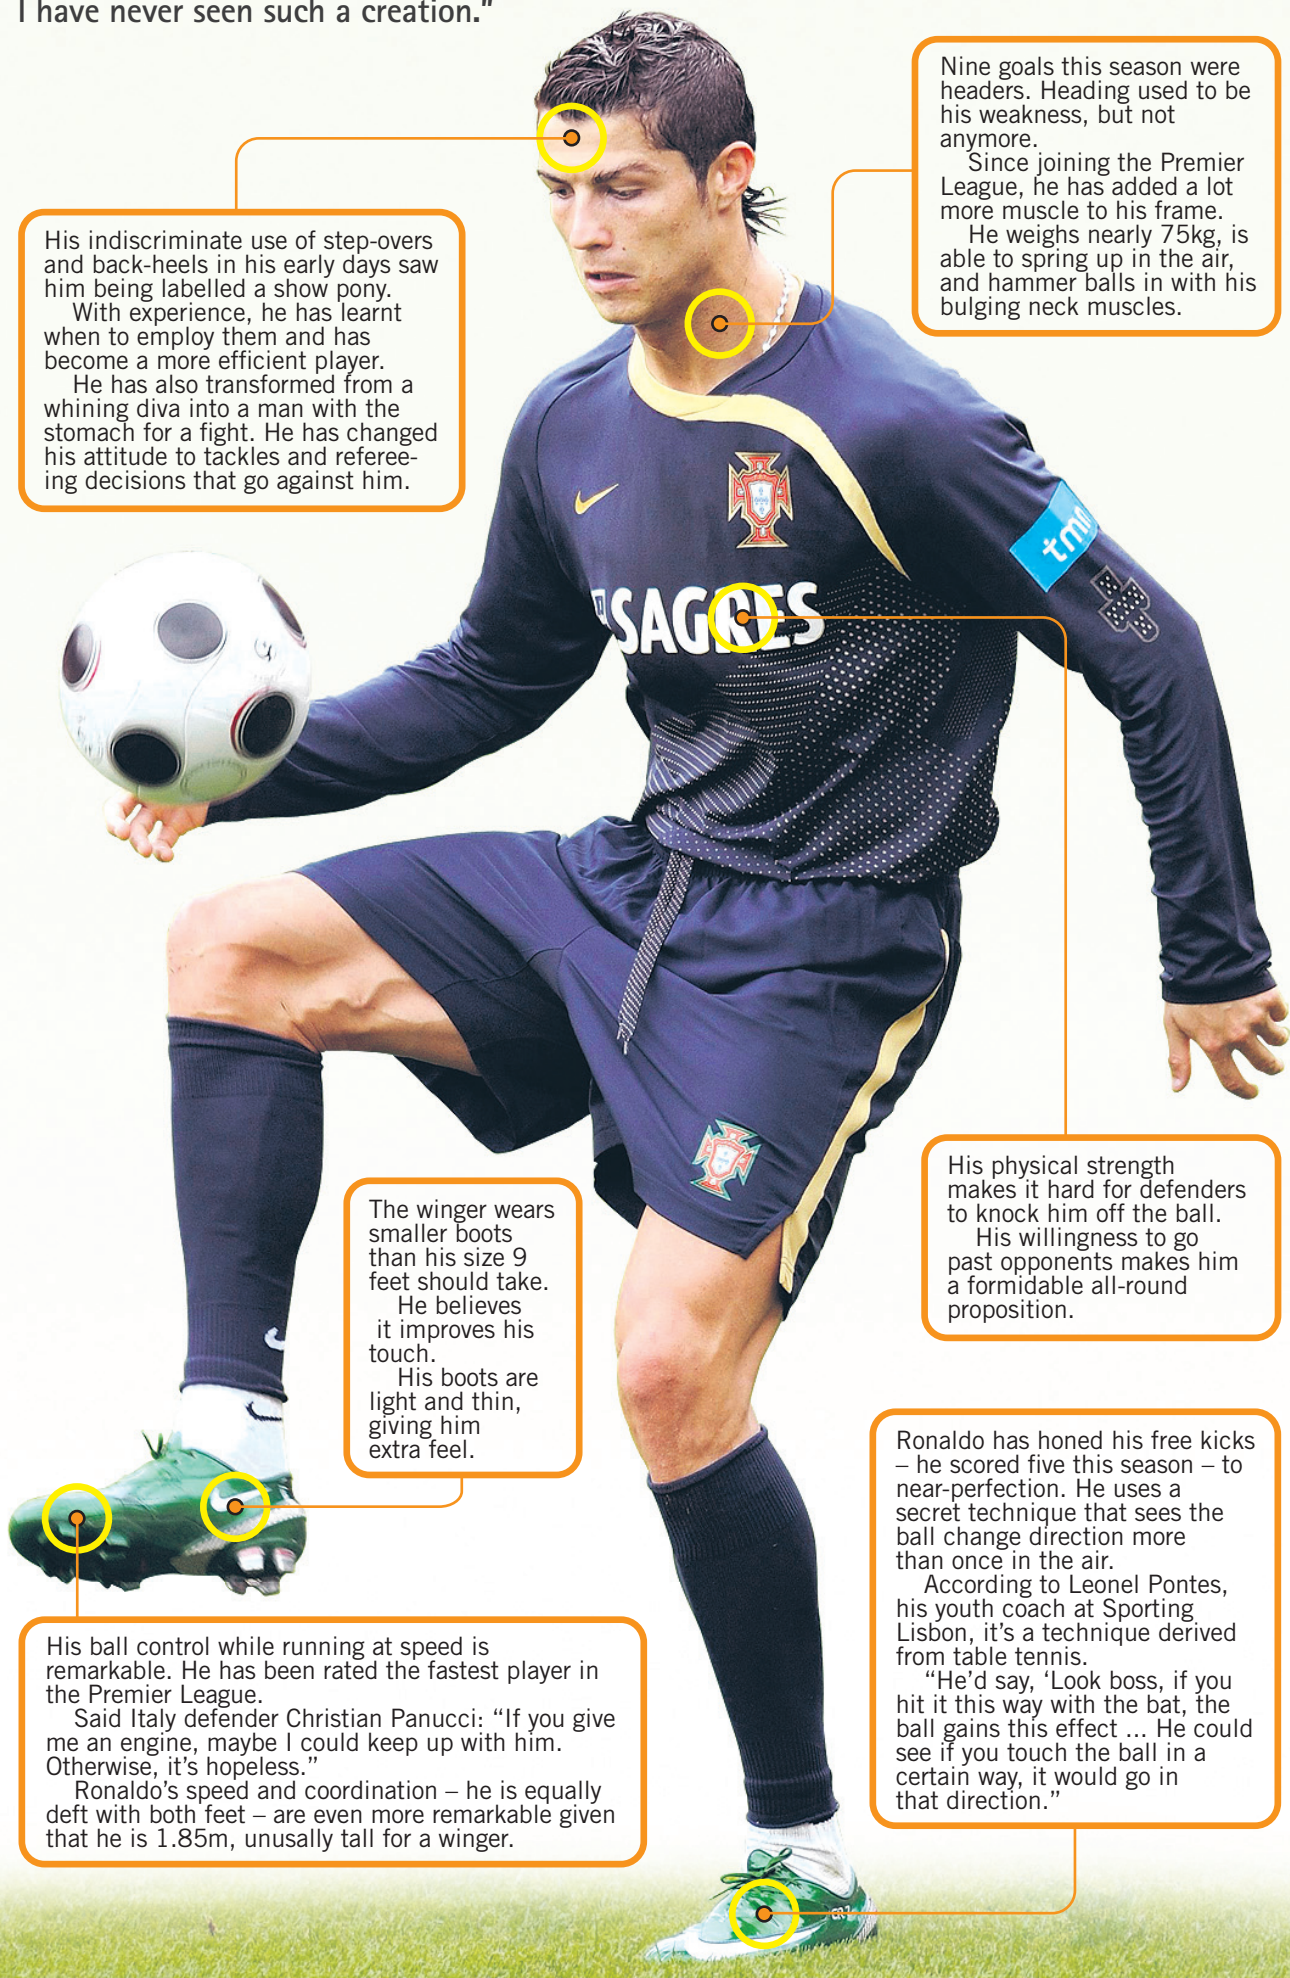 I have never seen such a creation."
Nine goals this season were
headers. Heading used to be
his weakness, but not
anymore.
Since joining the Premier
League, he has added a lot
more muscle to his frame.
He weighs nearly 75kg, is
able to spring up in the air,
and hammer balls in with his
bulging neck muscles.
His indiscriminate use of step-overs
and back-heels in his early days saw
him being labelled a show pony.
With experience, he has learnt
when to employ them and has
become a more efficient player.
He has also transformed from a
whining diva into a man with the
stomach for a fight. He has changed
his attitude to tackles and referee-
ing decisions that go against him.
tmn
SAGRES
His physical strength
makes it hard for defenders
to knock him off the ball.
His willingness to go
past opponents makes him
a formidable all-round
proposition.
The winger wears
smaller boots
than his size 9
feet should take.
He believes
it improves his
touch.
His boots are
light and thin,
giving him
extra feel.
Ronaldo has honed his free kicks
– he scored five this season – to
near-perfection. He uses a
secret technique that sees the
ball change direction more
than once in the air.
According to Leonel Pontes,
his youth coach at Sporting
Lisbon, it's a technique derived
from table tennis.
“He'd say, ‘Look boss, if you
hit it this way with the bat, the
ball gains this effect ... He could
see if you touch the ball in a
certain way, it would go in
that direction.”
His ball control while running at speed is
remarkable. He has been rated the fastest player in
the Premier League.
Said Italy defender Christian Panucci: “If you give
me an engine, maybe I could keep up with him.
Otherwise, it's hopeless.”
Ronaldo's speed and coordination – he is equally
deft with both feet – are even more remarkable given
that he is 1.85m, unusally tall for a winger.